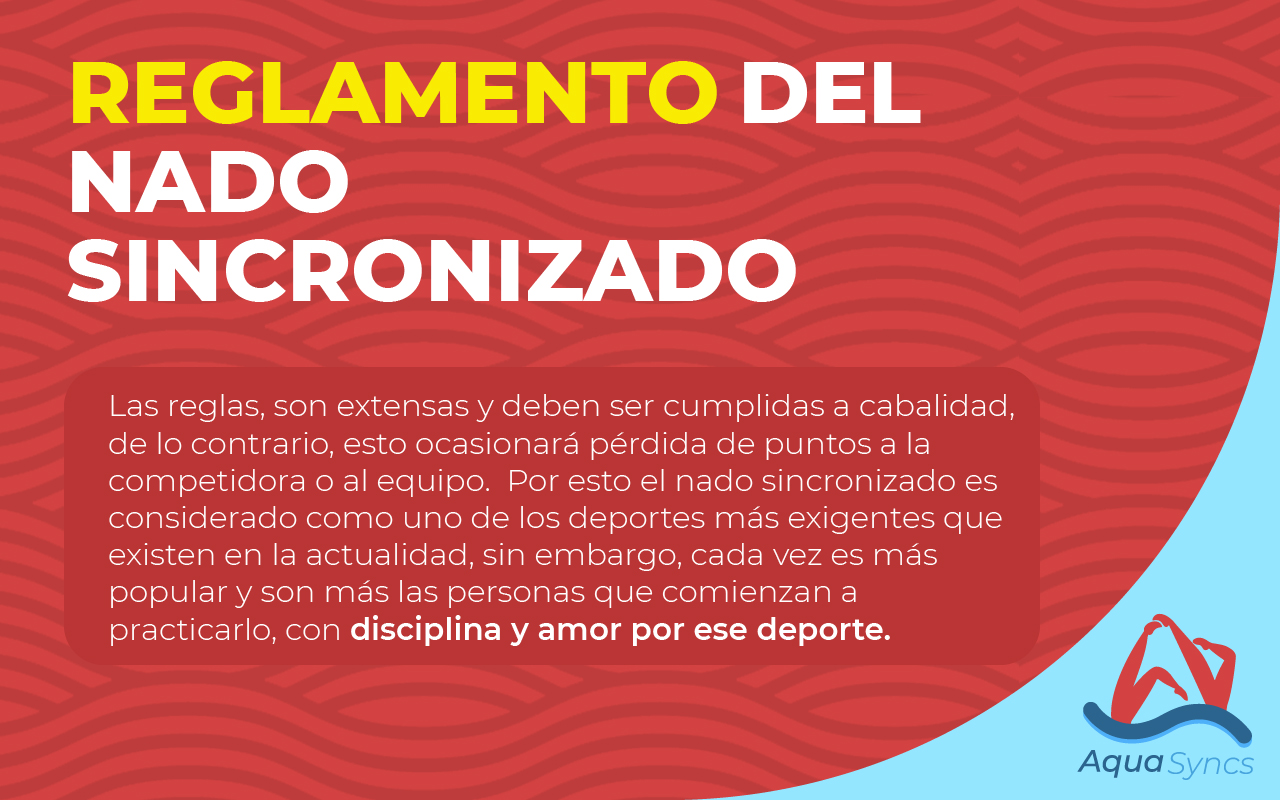 REGLAMENTO DEL
NADO
SINCRONIZADO
Las reglas, son extensas y deben ser cumplidas a cabalidad,
de lo contrario, esto ocasionará pérdida de puntos a la
competidora o al equipo.  Por esto el nado sincronizado es
considerado como uno de los deportes más exigentes que
existen en la actualidad, sin embargo, cada vez es más
popular y son más las personas que comienzan a
practicarlo, con disciplina y amor por ese deporte.
Aqua Syncs